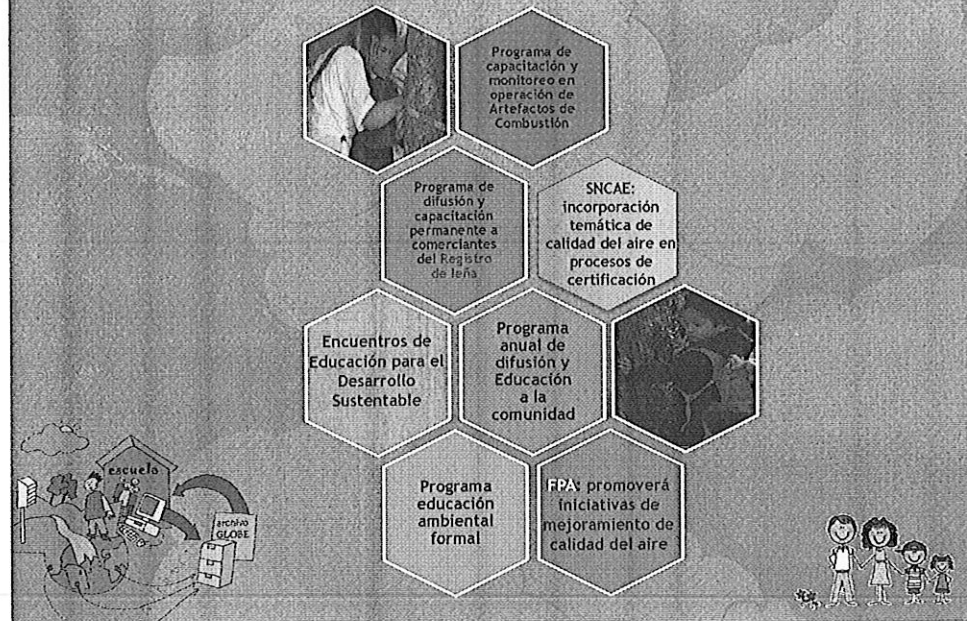 Programa de
capacitación y
monitoreo en
operación de
Artefactos de
Combustión
Programa de
difusión y
capacitación
permanente a
comerciantes
del Registro
de leña
SNCAE:
incorporación
temática de
calidad del aire en
procesos de
certificación
Encuentros de
Educación para el
Desarrollo
Sustentable
Programa
anual de
difusión y
Educación
a la
comunidad
Programa
educación
ambiental
formal
FPA: promoverá
iniciativas de
mejoramiento de
calidad del aire
escuela
archivo
GLOBE